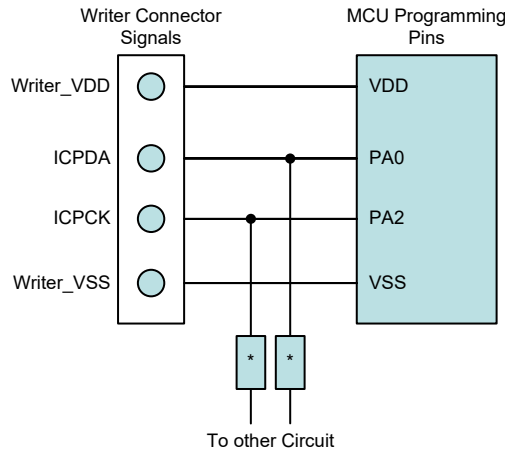 Writer Connector
Signals
MCU Programming
Pins
Writer_VDD
VDD
ICPDA
PA0
ICPCK
PA2
Writer_VSS
VSS
* *
To other Circuit